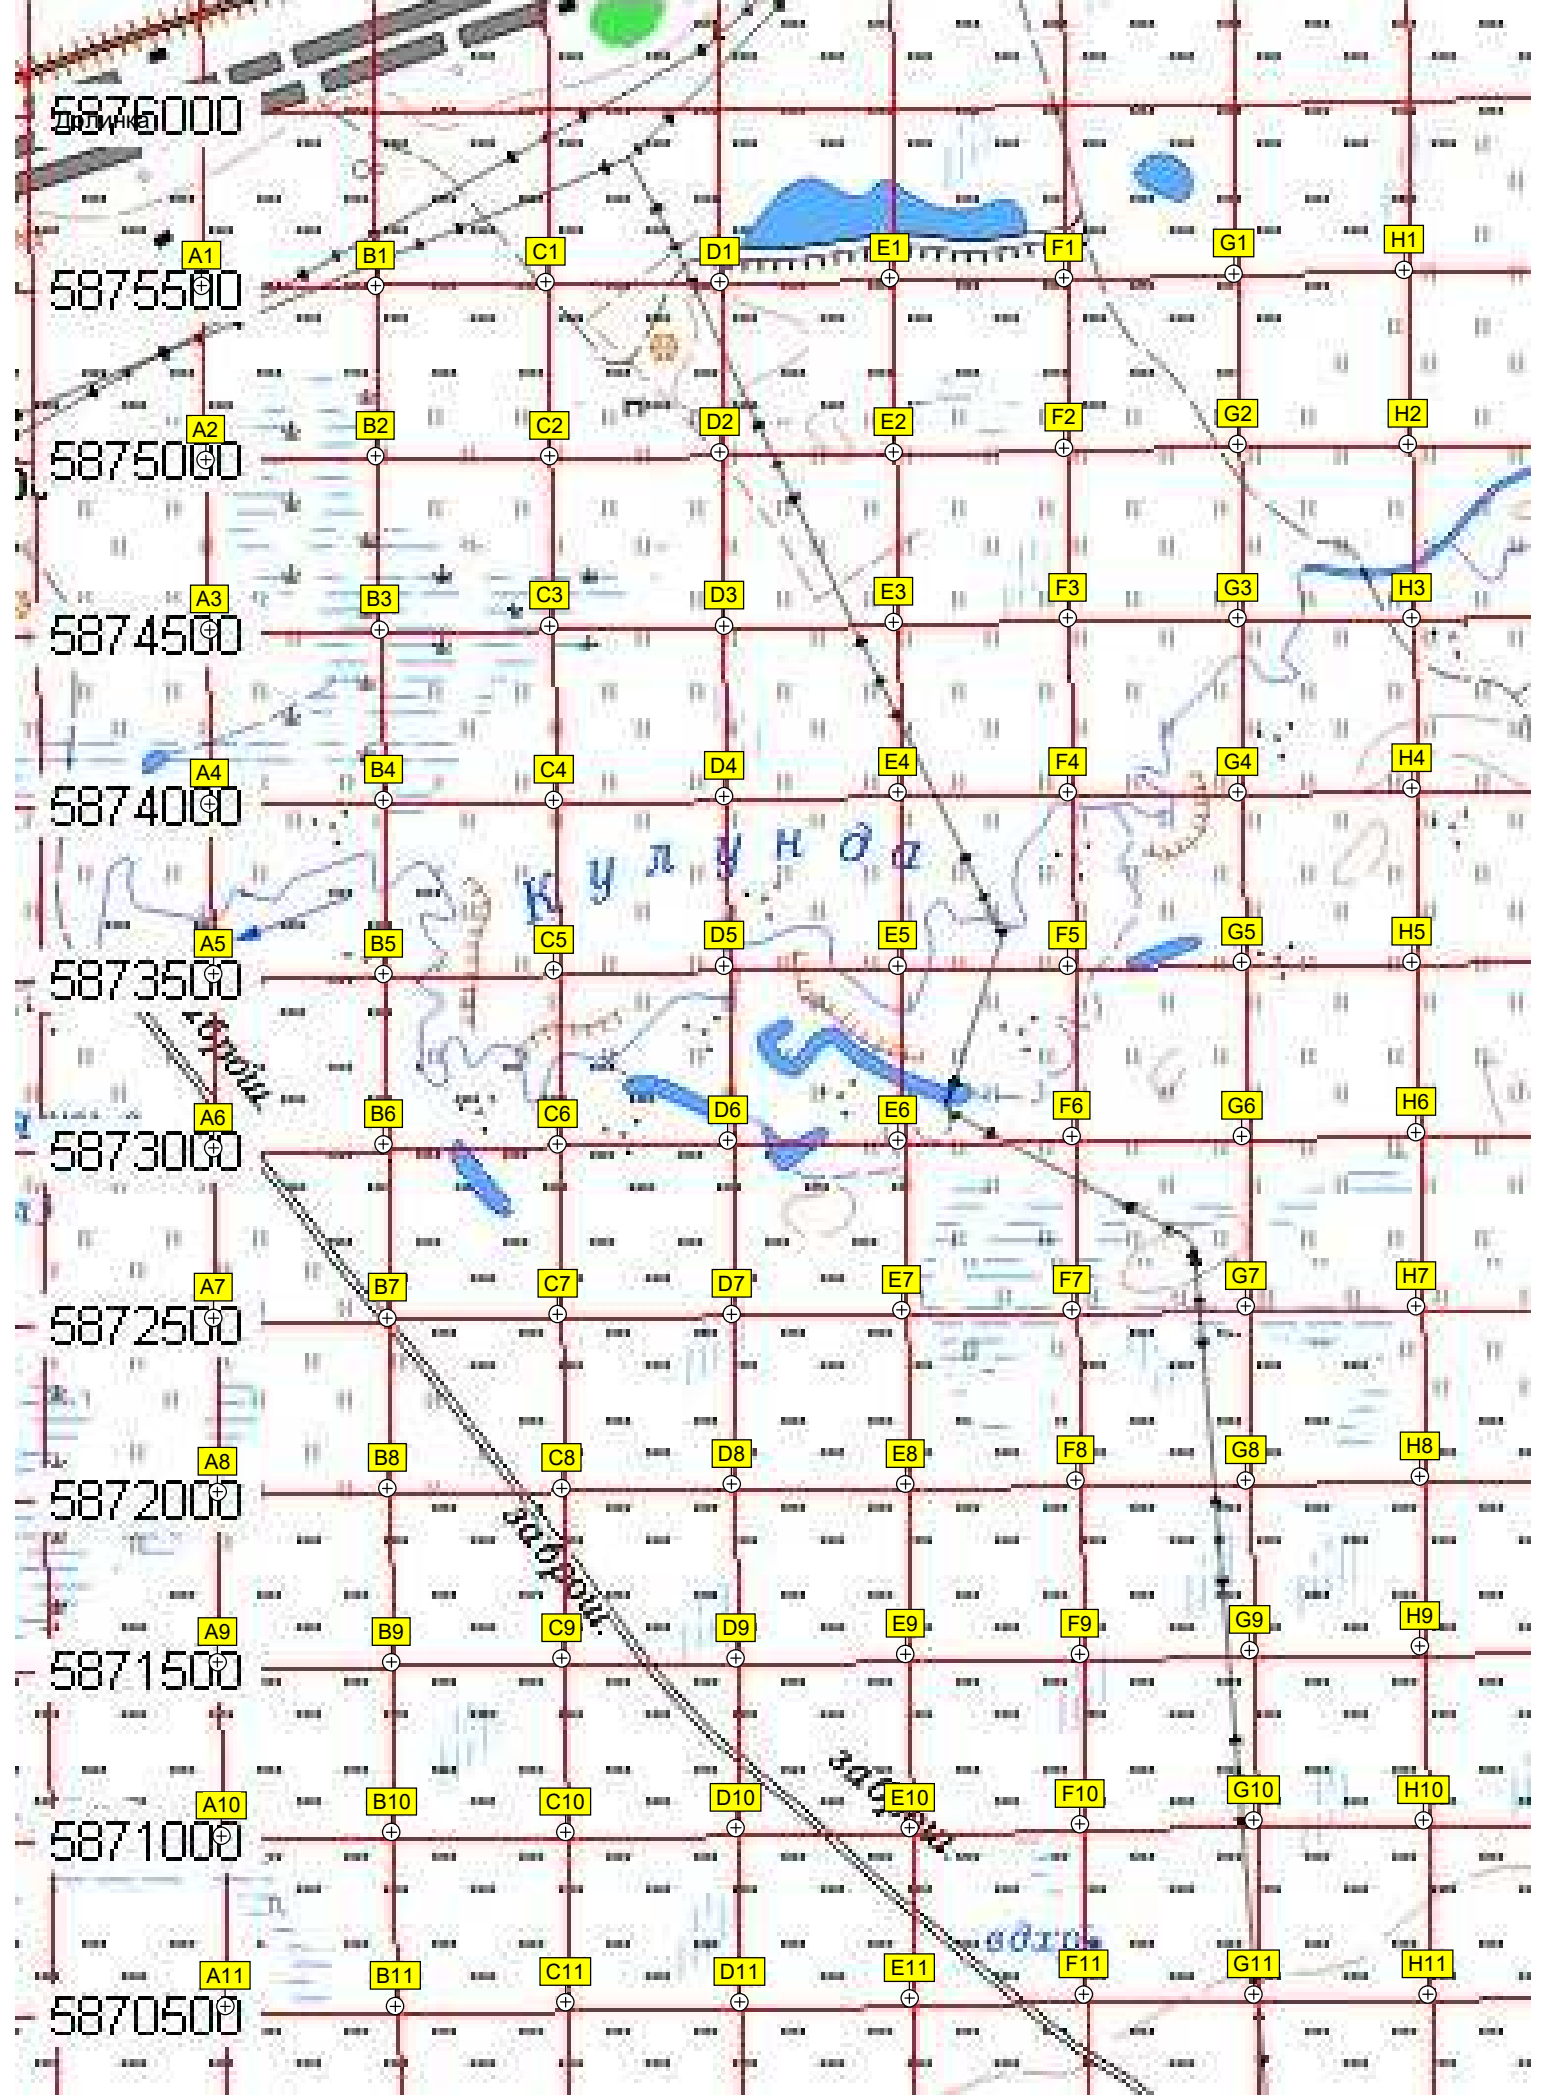 5876000
Долинка
A1 B1 C1 D1 E1 F1 G1 H1
5875500
A2 B2 C2 D2 E2 F2 G2 H2
5875000
A3 B3 C3 D3 E3 F3 G3 H3
5874500
A4 B4 C4 D4 E4 F4 G4 H4
5874000
Кулунда
A5 B5 C5 D5 E5 F5 G5 H5
5873500
A6 B6 C6 D6 E6 F6 G6 H6
5873000
A7 B7 C7 D7 E7 F7 G7 H7
5872500
A8 B8 C8 D8 E8 F8 G8 H8
5872000
заброш.
A9 B9 C9 D9 E9 F9 G9 H9
5871500
A10 B10 C10 D10 E10 F10 G10 H10
5871000
вдхр.
A11 B11 C11 D11 E11 F11 G11 H11
5870500